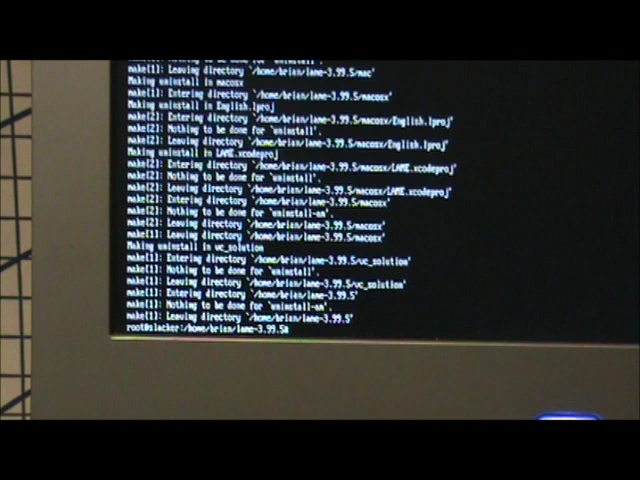 make[1]: Nothing to be done for `uninstall'.
make[1]: Leaving directory `/home/brian/lame-3.99.5/mac'
Making uninstall in macosx
make[1]: Entering directory `/home/brian/lame-3.99.5/macosx'
Making uninstall in English.lproj
make[2]: Entering directory `/home/brian/lame-3.99.5/macosx/English.lproj'
make[2]: Nothing to be done for `uninstall'.
make[2]: Leaving directory `/home/brian/lame-3.99.5/macosx/English.lproj'
Making uninstall in LAME.xcodeproj
make[2]: Entering directory `/home/brian/lame-3.99.5/macosx/LAME.xcodeproj'
make[2]: Nothing to be done for `uninstall'.
make[2]: Leaving directory `/home/brian/lame-3.99.5/macosx/LAME.xcodeproj'
make[2]: Entering directory `/home/brian/lame-3.99.5/macosx'
make[2]: Nothing to be done for `uninstall-am'.
make[2]: Leaving directory `/home/brian/lame-3.99.5/macosx'
make[1]: Leaving directory `/home/brian/lame-3.99.5/macosx'
Making uninstall in vc_solution
make[1]: Entering directory `/home/brian/lame-3.99.5/vc_solution'
make[1]: Nothing to be done for `uninstall'.
make[1]: Leaving directory `/home/brian/lame-3.99.5/vc_solution'
make[1]: Entering directory `/home/brian/lame-3.99.5'
make[1]: Nothing to be done for `uninstall-am'.
make[1]: Leaving directory `/home/brian/lame-3.99.5'
root@slacker:/home/brian/lame-3.99.5#